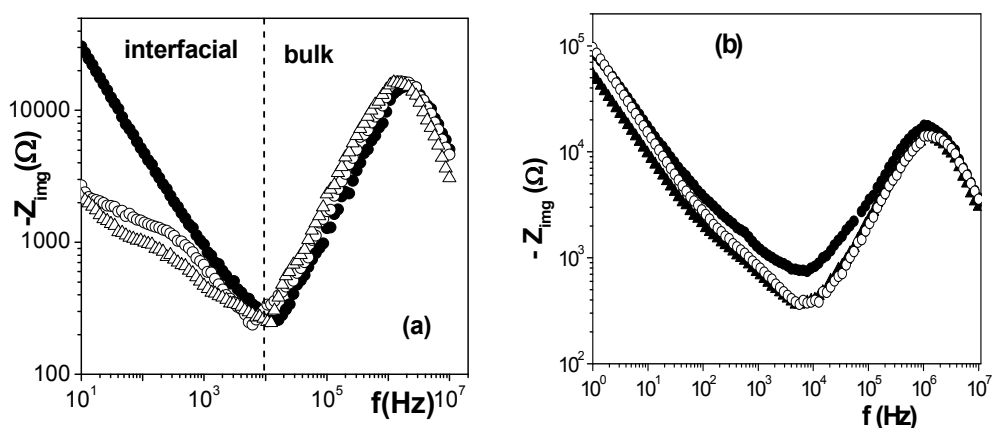 interfacial bulk
10000
1000
100
-Z_img(Ω)
(a)
10^1 10^3 10^5 10^7
f(Hz)
(b)
10^5
10^4
10^3
10^2
- Z_img (Ω)
10^0 10^1 10^2 10^3 10^4 10^5 10^6 10^7
f (Hz)